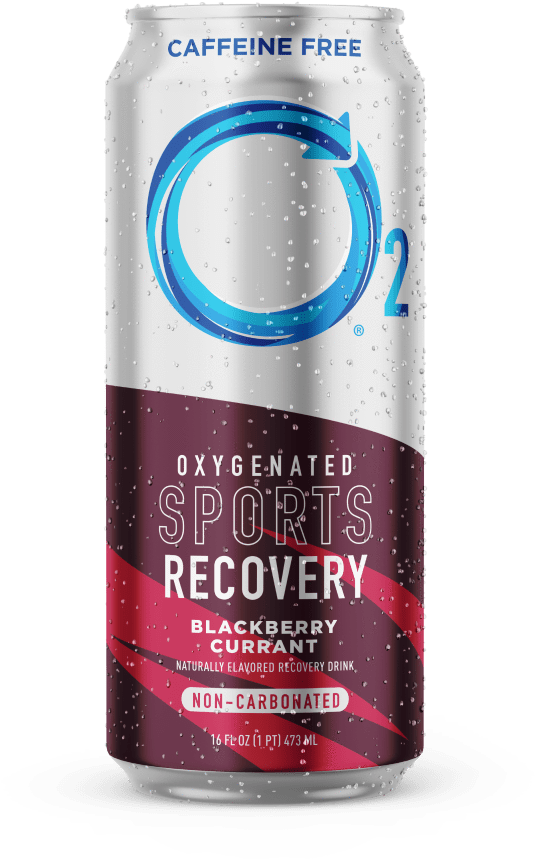 CAFFEINE FREE
O2
®
OXYGENATED
SPORTS
RECOVERY
BLACKBERRY
CURRANT
NATURALLY FLAVORED RECOVERY DRINK
NON-CARBONATED
16 FL OZ (1 PT) 473 ML